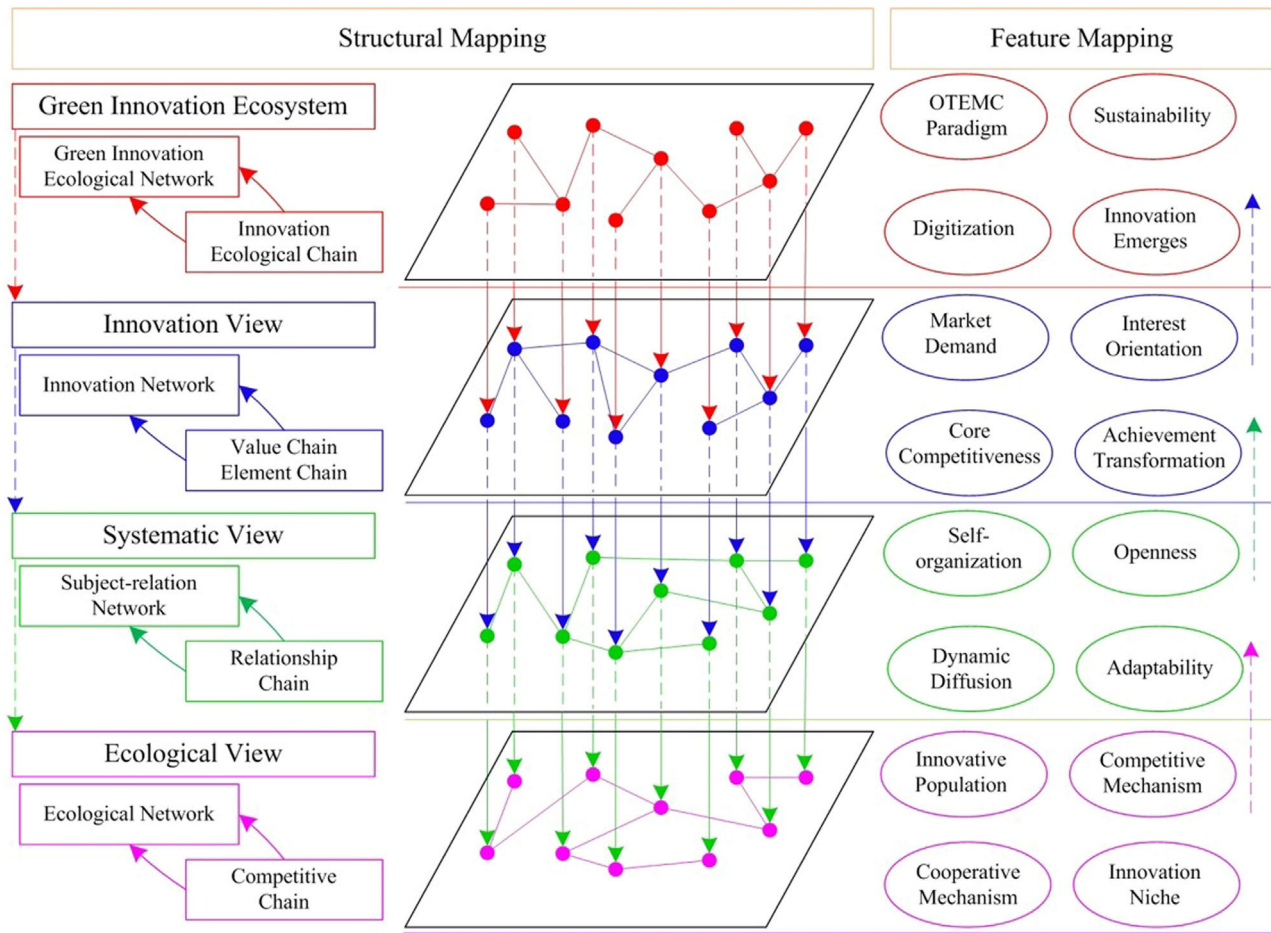 Structural Mapping
Feature Mapping
Green Innovation Ecosystem
Green Innovation
Ecological Network
Innovation
Ecological Chain
OTEMC
Paradigm
Sustainability
Digitization
Innovation
Emerges
Innovation View
Innovation Network
Value Chain
Element Chain
Market
Demand
Interest
Orientation
Core
Competitiveness
Achievement
Transformation
Systematic View
Subject-relation
Network
Relationship
Chain
Self-
organization
Openness
Dynamic
Diffusion
Adaptability
Ecological View
Ecological Network
Competitive
Chain
Innovative
Population
Competitive
Mechanism
Cooperative
Mechanism
Innovation
Niche